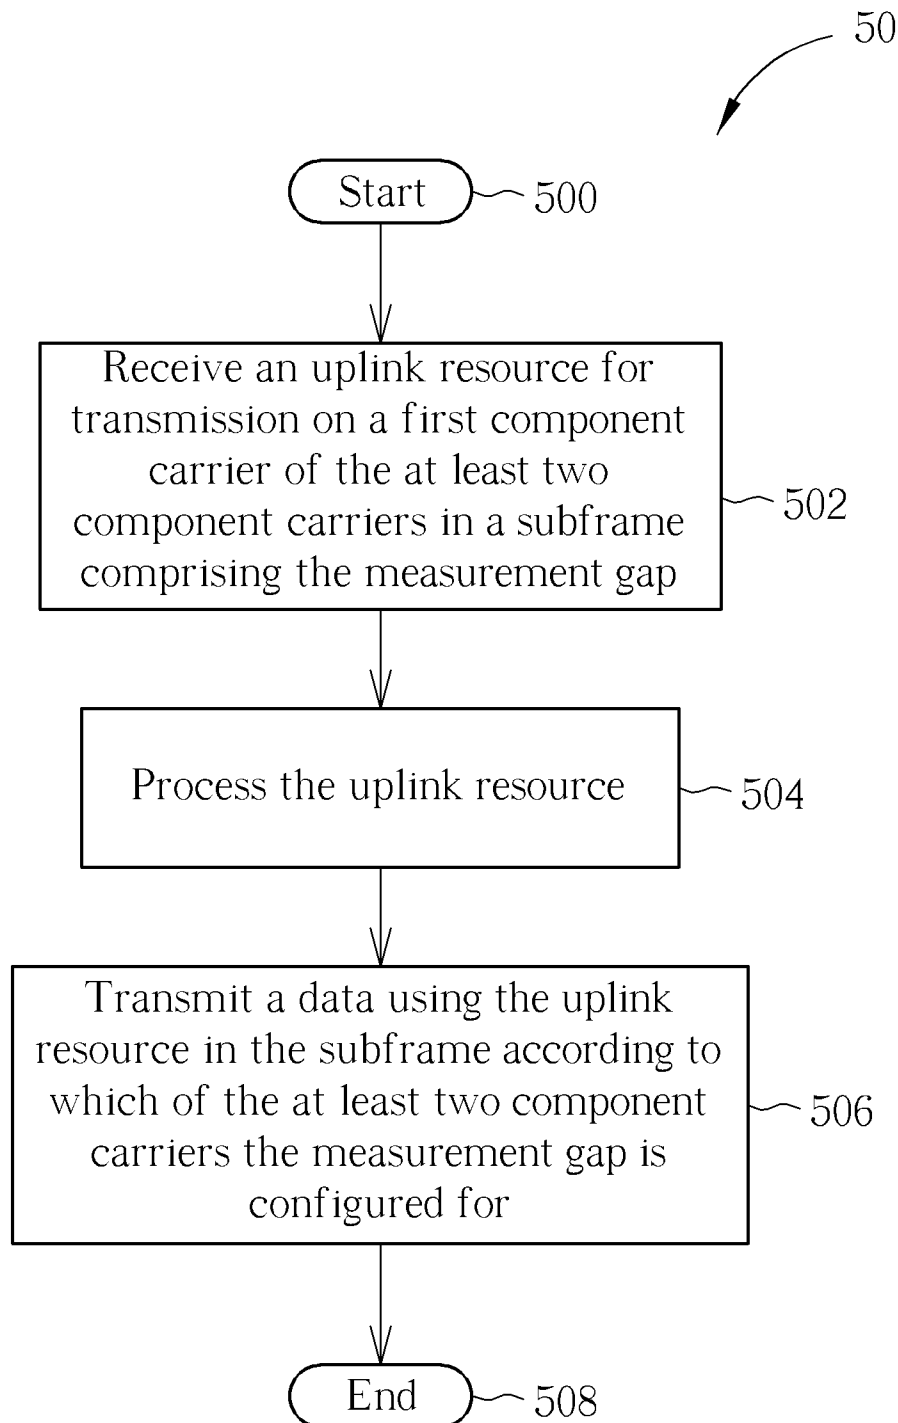 50
Start
500
Receive an uplink resource for
transmission on a first component
carrier of the at least two
component carriers in a subframe
comprising the measurement gap
502
Process the uplink resource
504
Transmit a data using the uplink
resource in the subframe according to
which of the at least two component
carriers the measurement gap is
configured for
506
End
508